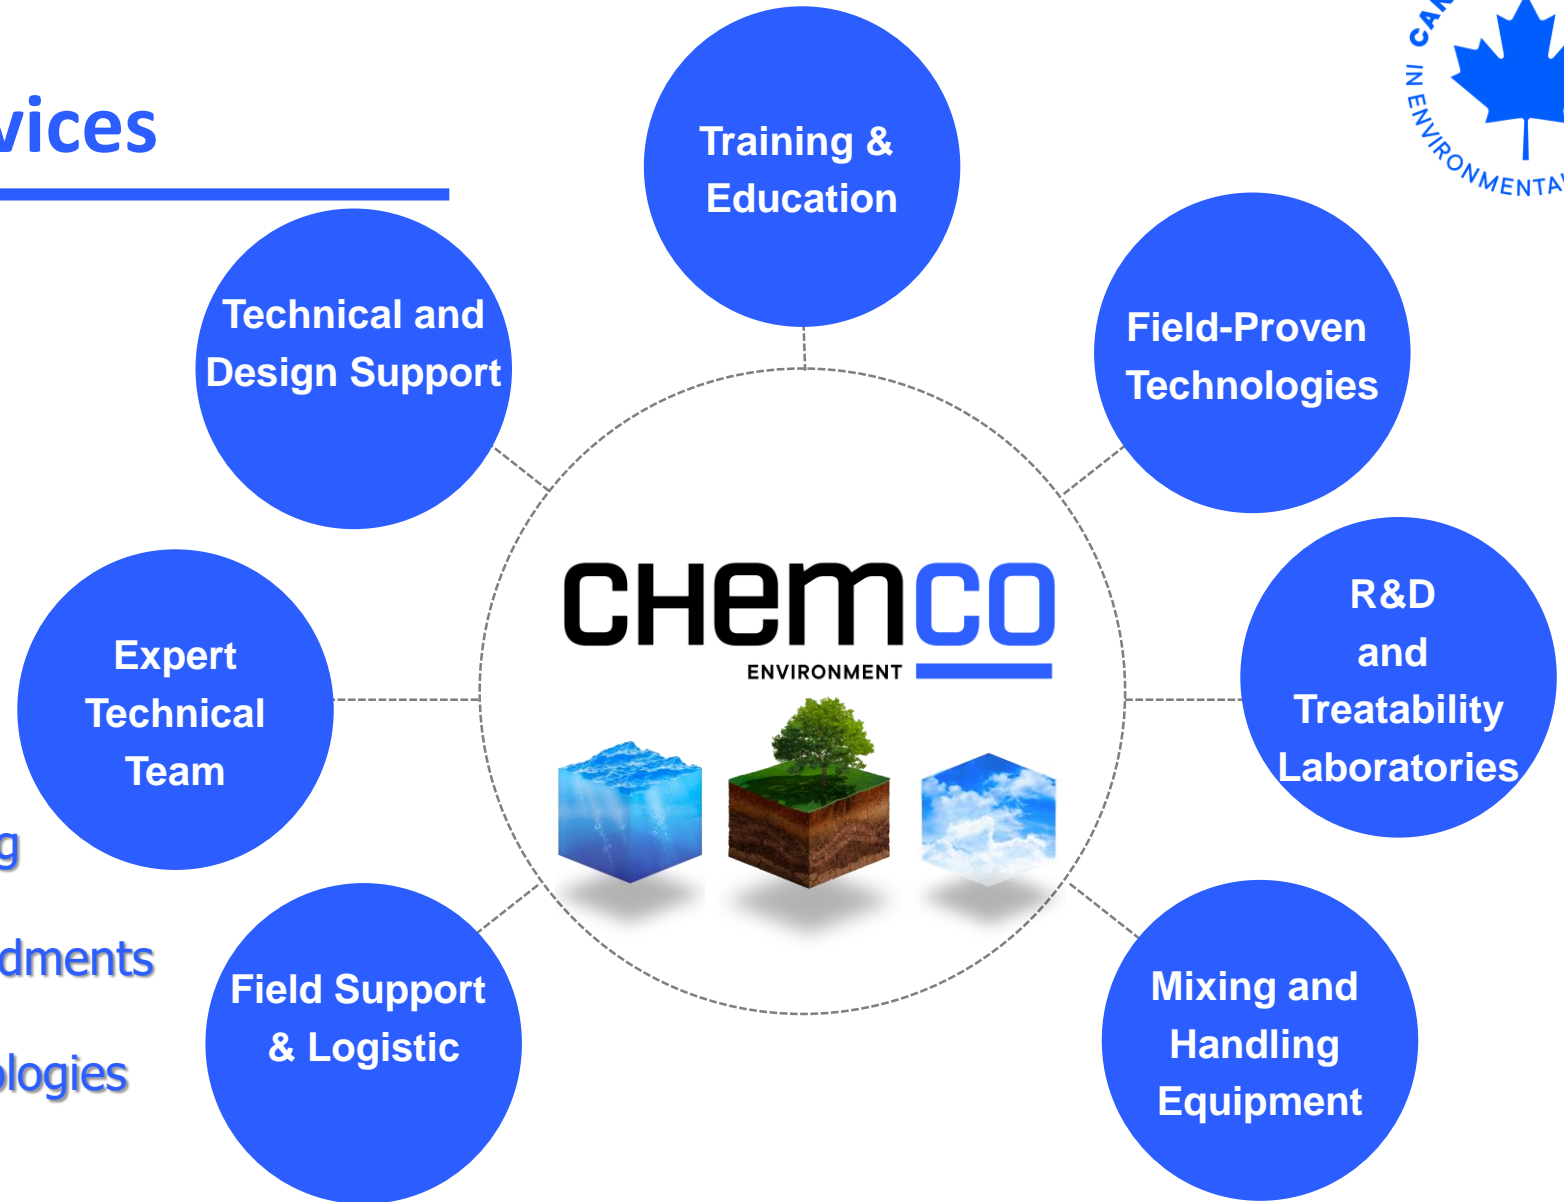 vices
CAN
IN ENVIRONMENTA
Training &
Education
Technical and
Design Support
Field-Proven
Technologies
CHEMCO
ENVIRONMENT
Expert
Technical
Team
R&D
and
Treatability
Laboratories
g
dments
ologies
Field Support
& Logistic
Mixing and
Handling
Equipment